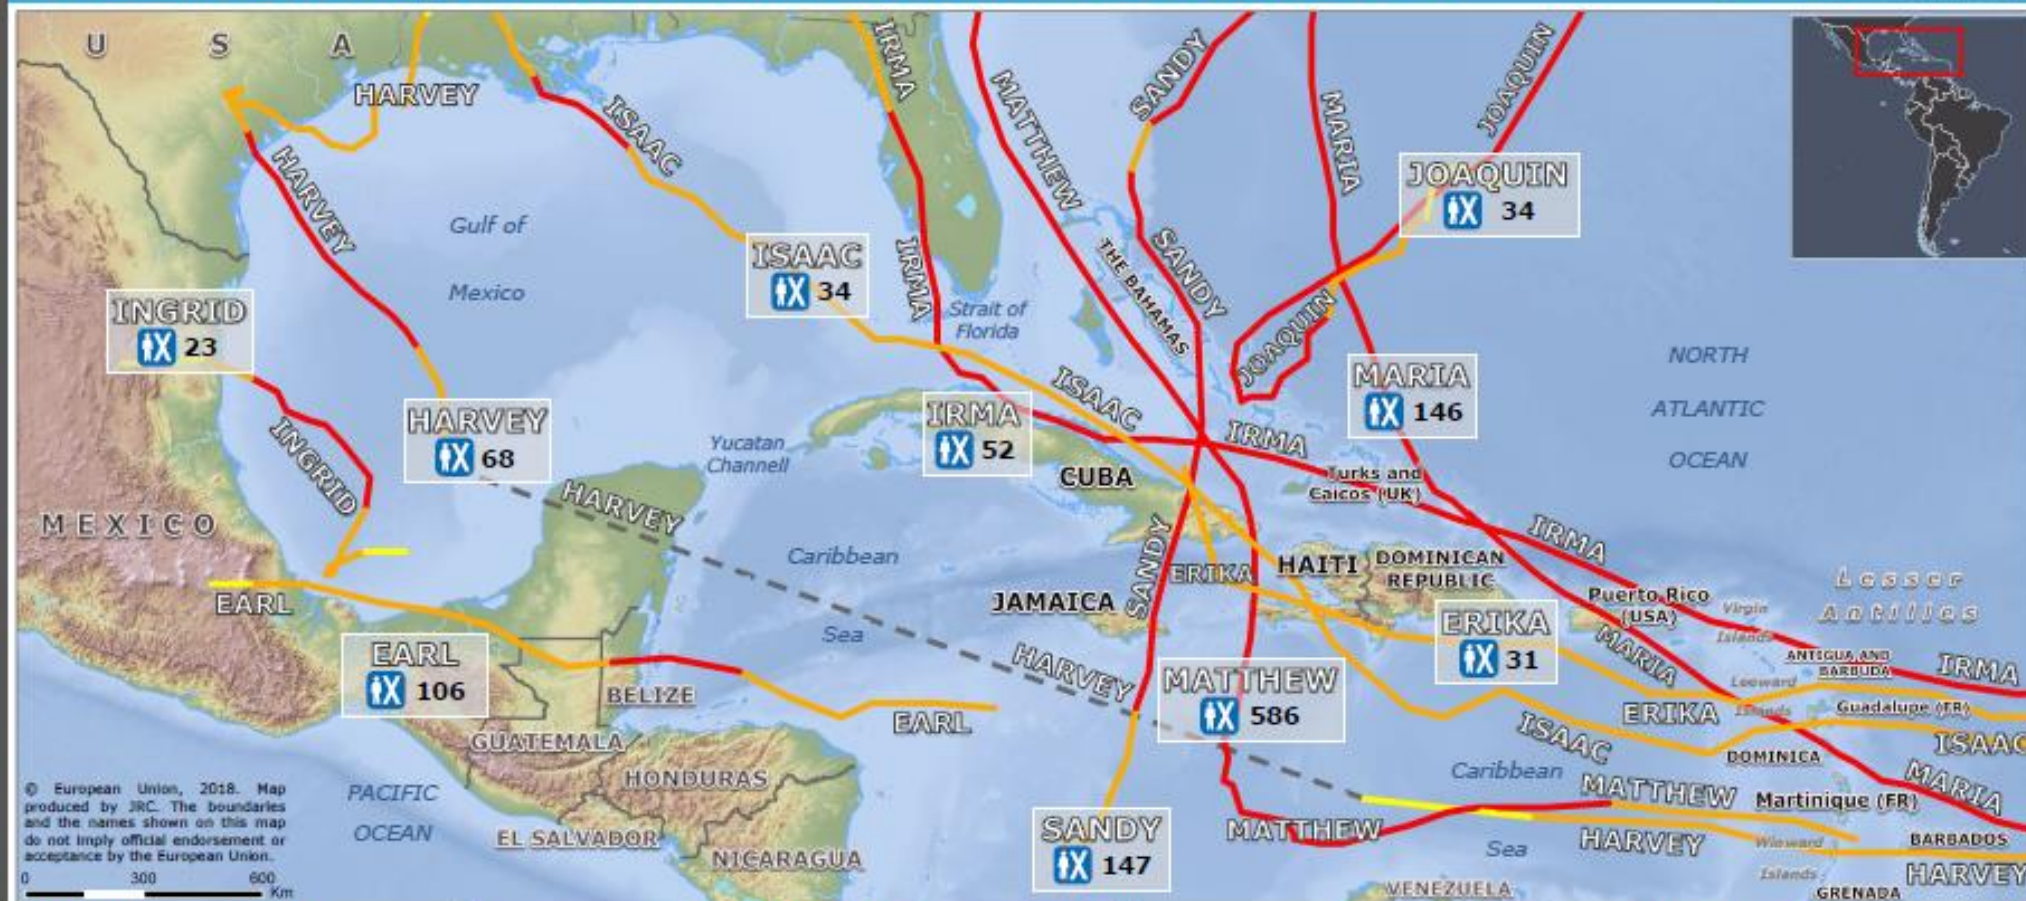 U S A
HARVEY
HARVEY
ISAAC
IRMA
IRMA
MATTHEW
SANDY
SANDY
MARIA
JOAQUIN
JOAQUIN
34
THE BAHAMAS
JOAQUIN
Gulf of
Mexico
ISAAC
34
Strait of
Florida
INGRID
23
INGRID
HARVEY
68
HARVEY
Yucatan
Channell
IRMA
52
ISAAC
CUBA
IRMA
MARIA
146
Turks and
Caicos (UK)
NORTH
ATLANTIC
OCEAN
MEXICO
IRMA
Caribbean
Sea
SANDY
ERIKA
HAITI
DOMINICAN
REPUBLIC
JAMAICA
Puerto Rico
(USA)
Virgin
Islands
Lesser
Antilles
EARL
EARL
106
BELIZE
EARL
HARVEY
MATTHEW
586
ERIKA
31
MARIA
ANTIGUA AND
BARBUDA
IRMA
Leeward
Islands
ERIKA
Guadalupe (FR)
ISAAC
ISAAC
DOMINICA
GUATEMALA
HONDURAS
Caribbean
Sea
MATTHEW
Martinique (FR)
MARIA
PACIFIC
OCEAN
EL SALVADOR
NICARAGUA
SANDY
147
MATTHEW
HARVEY
Winward
Islands
BARBADOS
HARVEY
GRENADA
VENEZUELA
© European Union, 2018. Map
produced by JRC. The boundaries
and the names shown on this map
do not imply official endorsement or
acceptance by the European Union.
0 300 600
Km